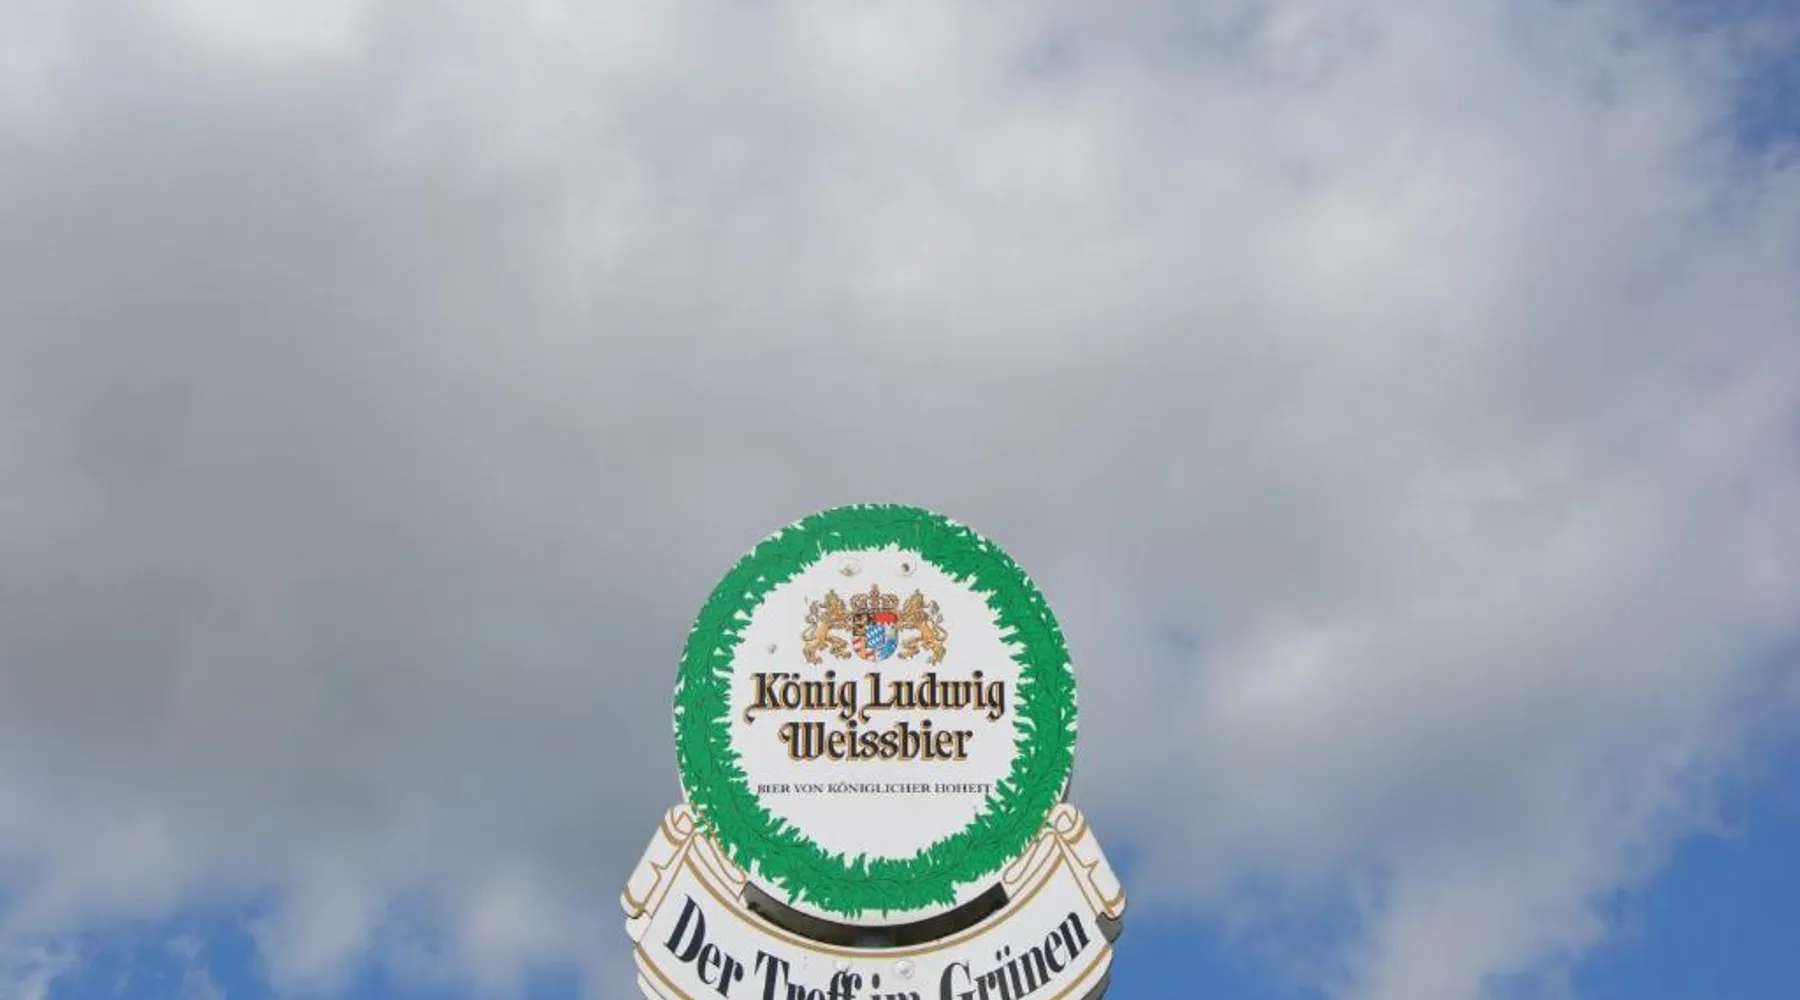 König Ludwig
Weissbier
BIER VON KÖNIGLICHER HOHEIT
Der Treff im Grünen